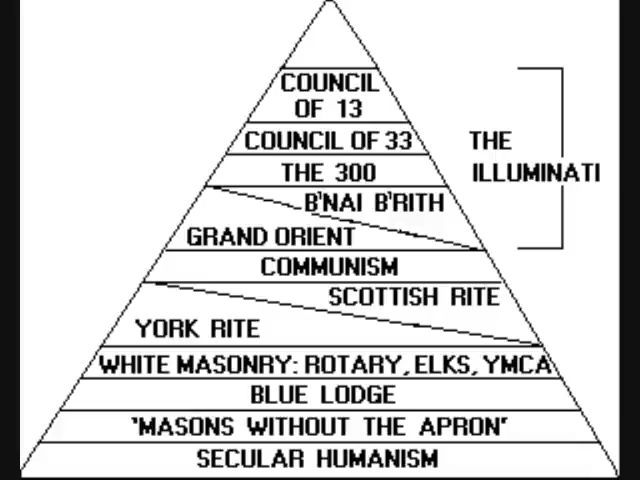 COUNCIL
OF 13
COUNCIL OF 33
THE 300
THE
ILLUMINATI
B'NAI B'RITH
GRAND ORIENT
COMMUNISM
SCOTTISH RITE
YORK RITE
WHITE MASONRY: ROTARY, ELKS, YMCA
BLUE LODGE
'MASONS WITHOUT THE APRON'
SECULAR HUMANISM